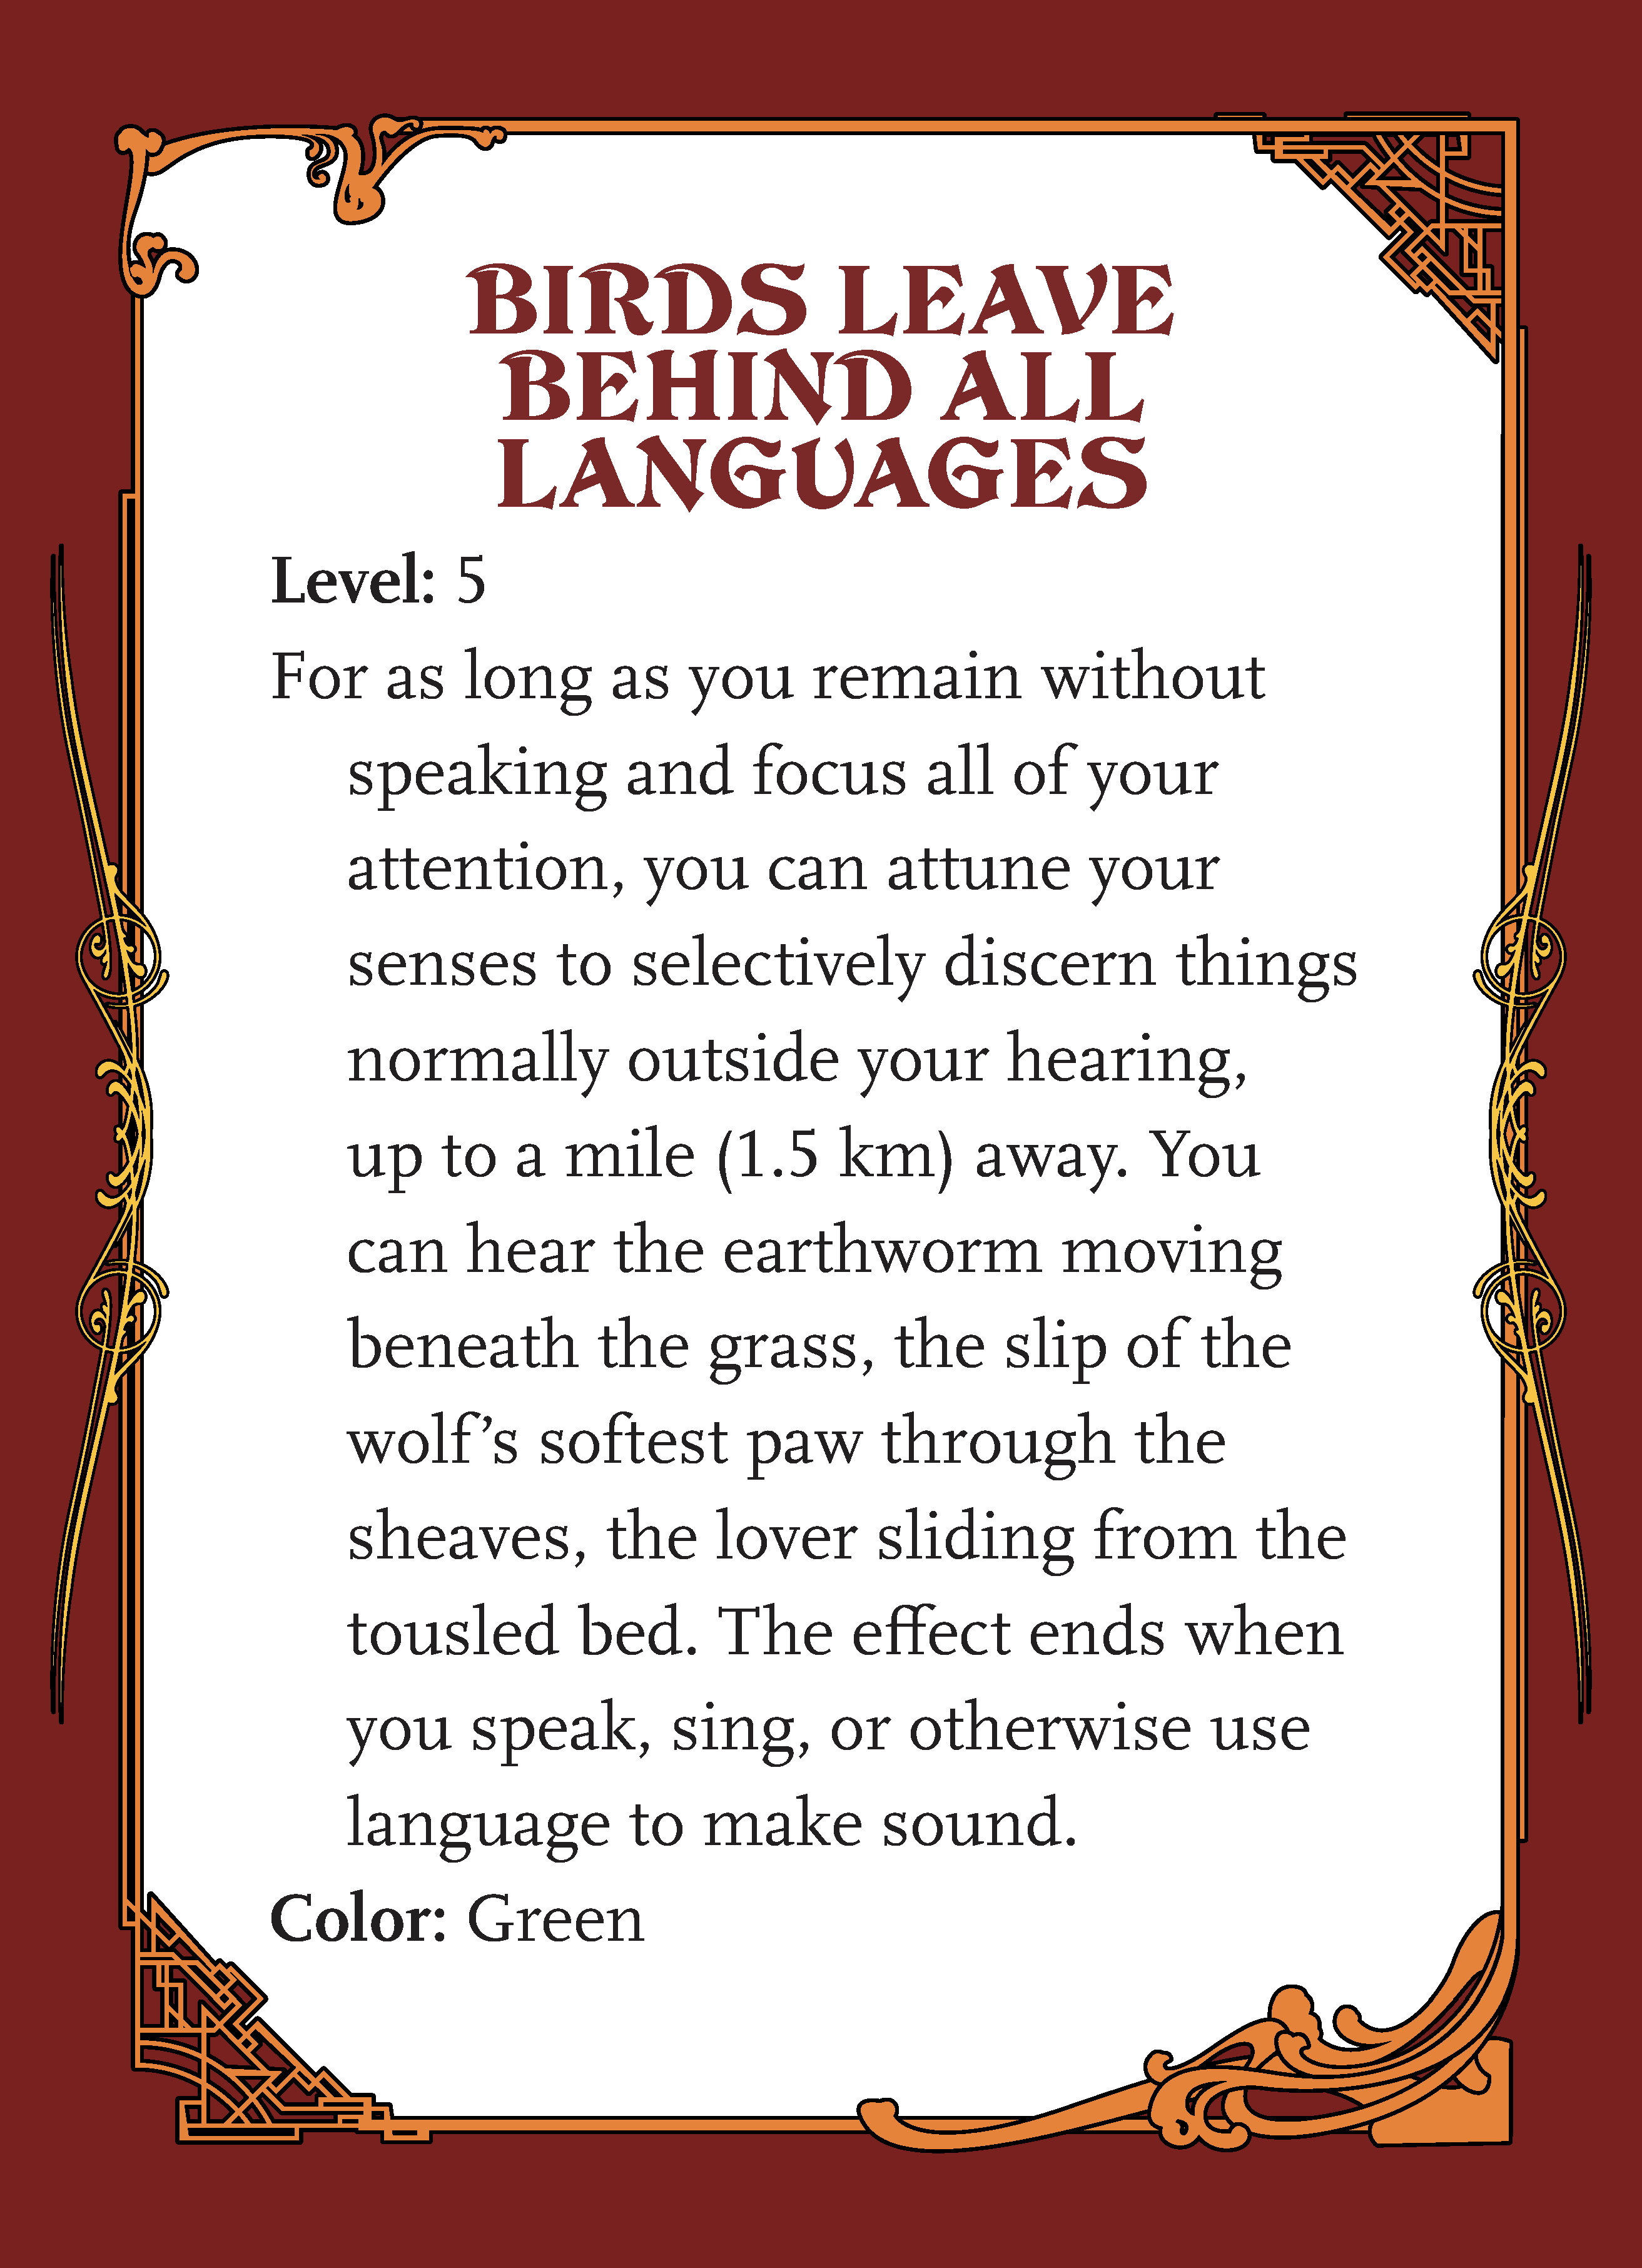 BIRDS LEAVE
BEHIND ALL
LANGUAGES
Level: 5
For as long as you remain without
speaking and focus all of your
attention, you can attune your
senses to selectively discern things
normally outside your hearing,
up to a mile (1.5 km) away. You
can hear the earthworm moving
beneath the grass, the slip of the
wolf’s softest paw through the
sheaves, the lover sliding from the
tousled bed. The effect ends when
you speak, sing, or otherwise use
language to make sound.
Color: Green